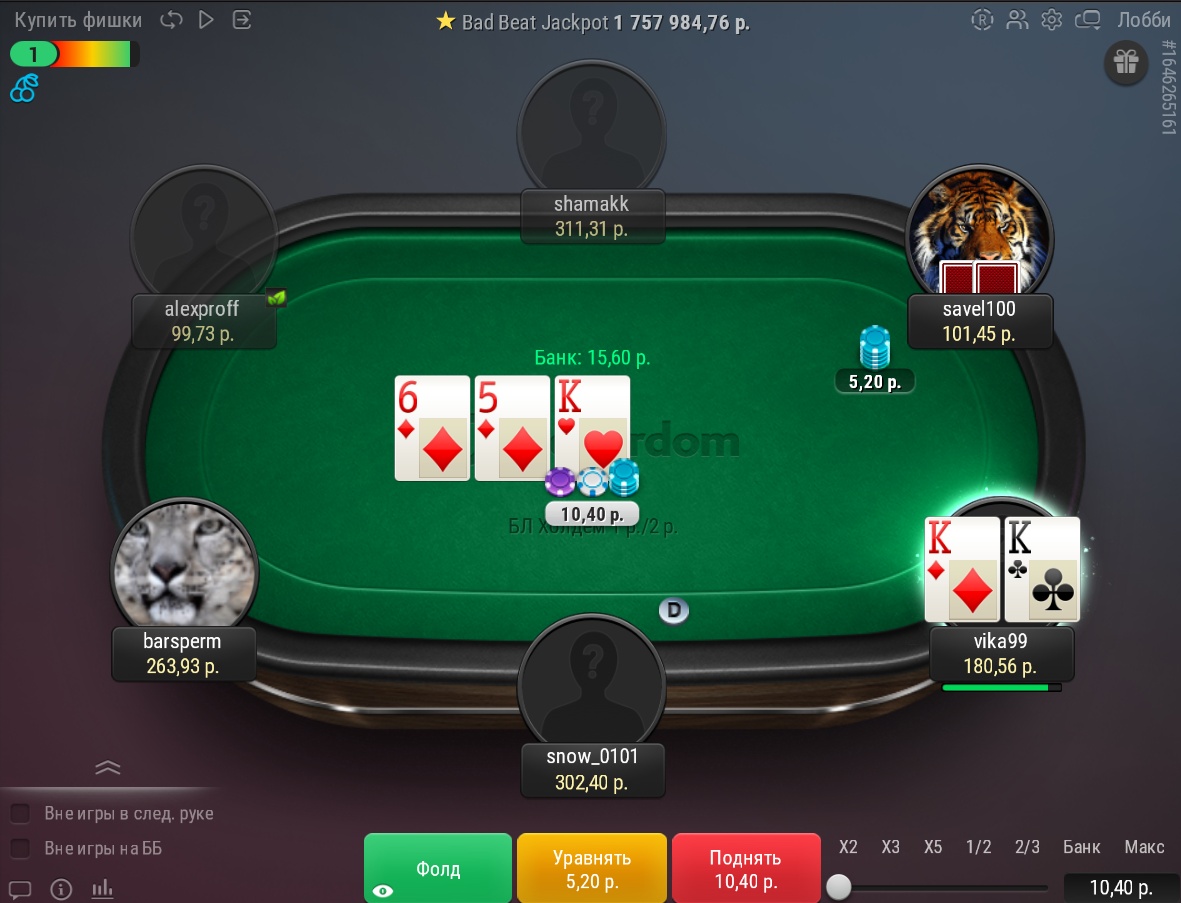 Купить фишки
Bad Beat Jackpot 1 757 984,76 р.
R
Лобби
1
#1646265161
?
shamakk
311,31 р.
?
alexproff
99,73 р.
savel100
101,45 р.
Банк: 15,60 р.
5,20 р.
6
5
K
rdom
10,40 р.
БЛ Холдем 1 р./2 р.
K
K
D
barsperm
263,93 р.
vika99
180,56 р.
?
snow_0101
302,40 р.
Вне игры в след. руке
Вне игры на ББ
Фолд
Уравнять
5,20 р.
Поднять
10,40 р.
X2
X3
X5
1/2
2/3
Банк
Макс
10,40 р.